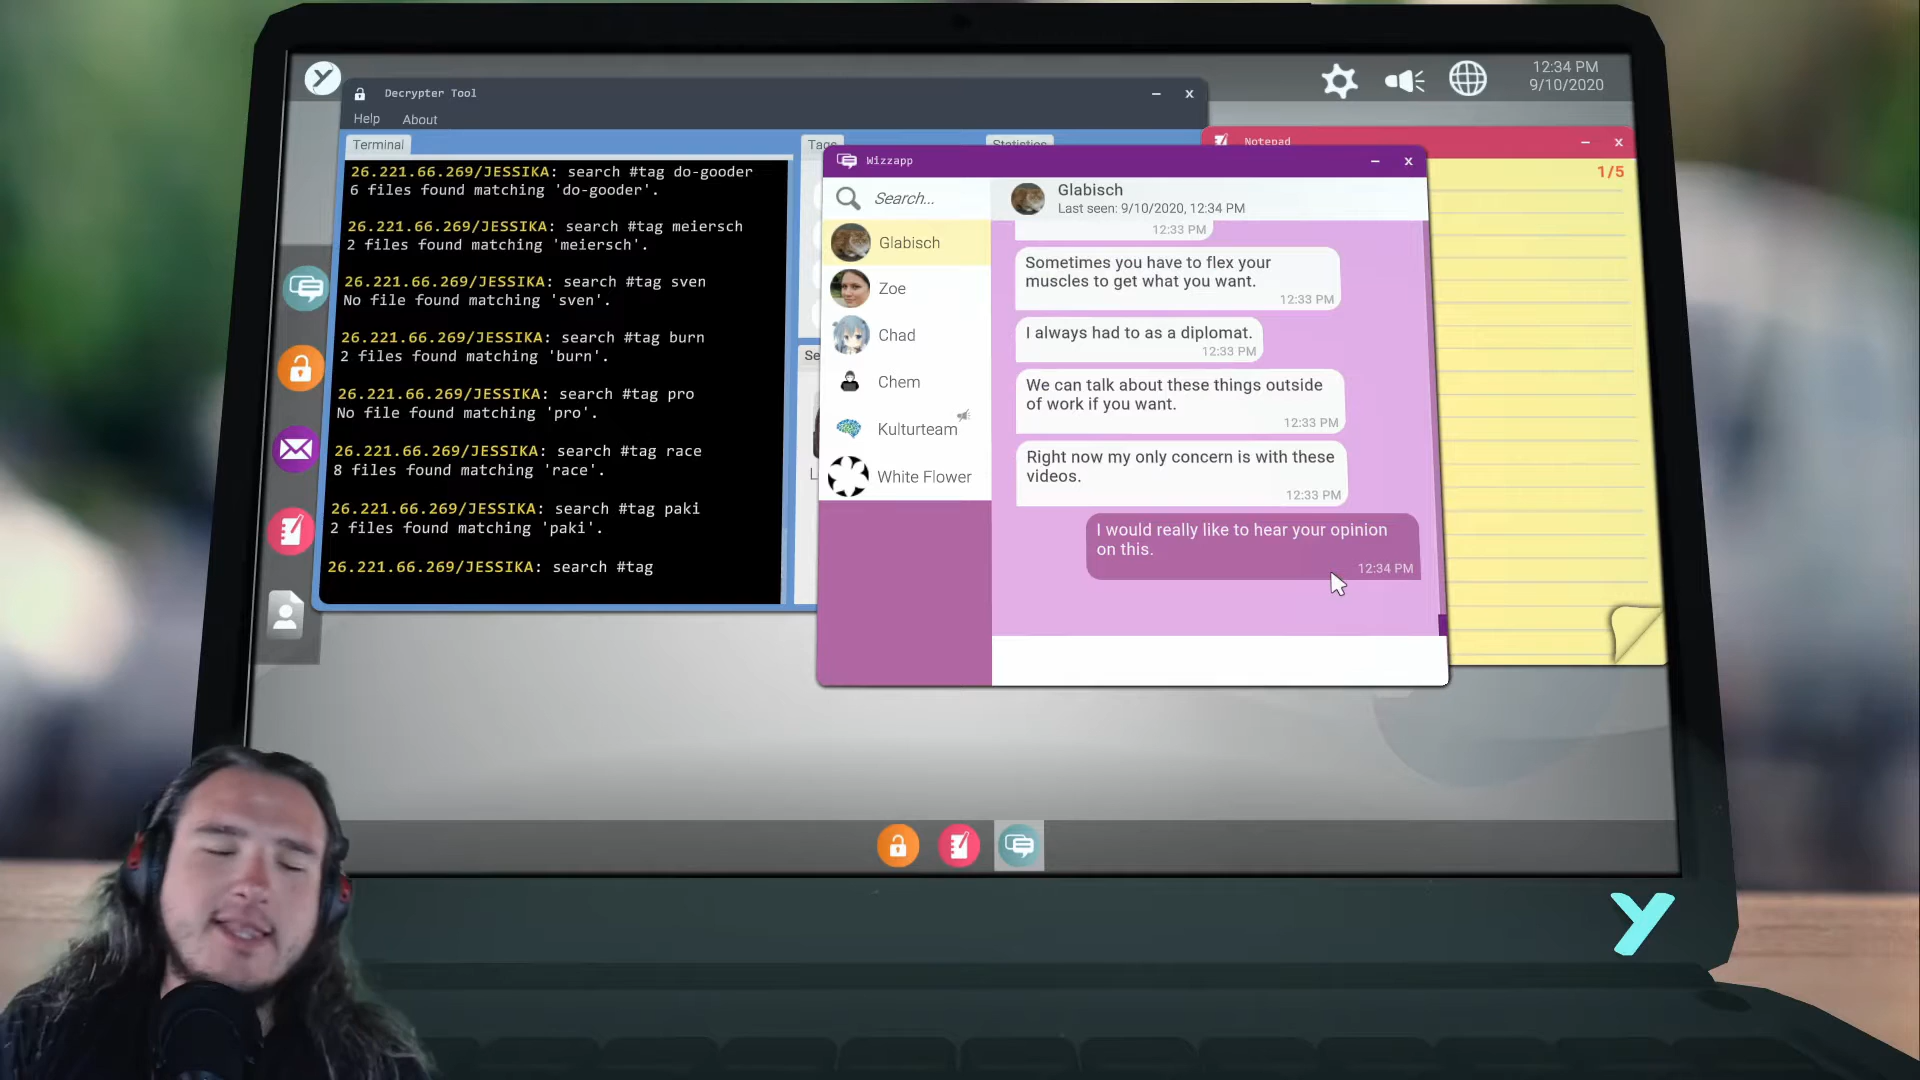 12:34 PM
9/10/2020
Decrypter Tool
Help About
Terminal
Tags
Statistics
26.221.66.269/JESSIKA: search #tag do-gooder
6 files found matching 'do-gooder'.
26.221.66.269/JESSIKA: search #tag meiersch
2 files found matching 'meiersch'.
26.221.66.269/JESSIKA: search #tag sven
No file found matching 'sven'.
26.221.66.269/JESSIKA: search #tag burn
2 files found matching 'burn'.
26.221.66.269/JESSIKA: search #tag pro
No file found matching 'pro'.
26.221.66.269/JESSIKA: search #tag race
8 files found matching 'race'.
26.221.66.269/JESSIKA: search #tag paki
2 files found matching 'paki'.
26.221.66.269/JESSIKA: search #tag
Se
L
Wizzapp
Search...
Glabisch
Zoe
Chad
Chem
Kulturteam
White Flower
Glabisch
Last seen: 9/10/2020, 12:34 PM
12:33 PM
Sometimes you have to flex your
muscles to get what you want.
12:33 PM
I always had to as a diplomat.
12:33 PM
We can talk about these things outside
of work if you want.
12:33 PM
Right now my only concern is with these
videos.
12:33 PM
I would really like to hear your opinion
on this.
12:34 PM
Notepad
1/5
Y